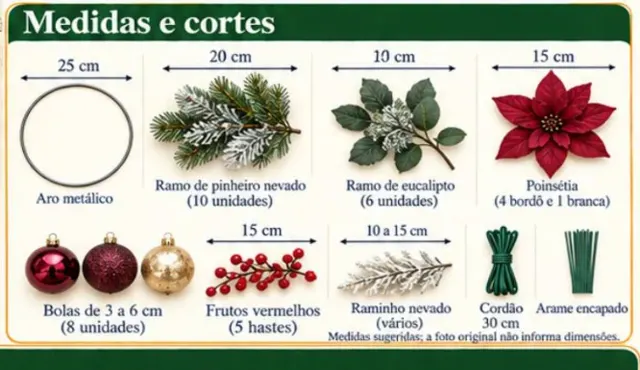 Medidas e cortes
25 cm
20 cm
10 cm
15 cm
Aro metálico
Ramo de pinheiro nevado
(10 unidades)
Ramo de eucalipto
(6 unidades)
Poinsétia
(4 bordô e 1 branca)
15 cm
10 a 15 cm
Bolas de 3 a 6 cm
(8 unidades)
Frutos vermelhos
(5 hastes)
Raminho nevado
(vários)
Cordão
30 cm
Arame encapado
Medidas sugeridas; a foto original não informa dimensões.